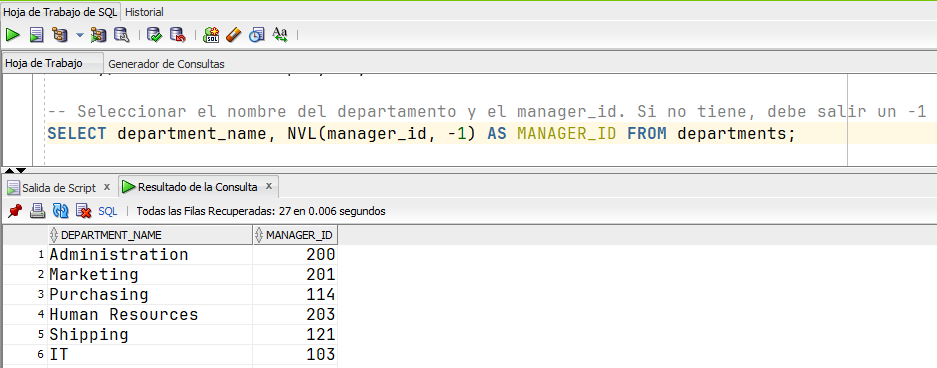 Hoja de Trabajo de SQL Historial
Hoja de Trabajo Generador de Consultas
-- Seleccionar el nombre del departamento y el manager_id. Si no tiene, debe salir un -1
SELECT department_name, NVL(manager_id, -1) AS MANAGER_ID FROM departments;
Salida de Script x Resultado de la Consulta x
SQL Todas las Filas Recuperadas: 27 en 0.006 segundos
DEPARTMENT_NAME MANAGER_ID
1 Administration 200
2 Marketing 201
3 Purchasing 114
4 Human Resources 203
5 Shipping 121
6 IT 103